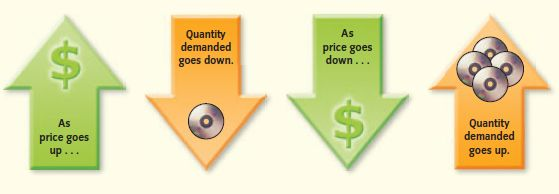 $
As
price goes
up . . .
Quantity
demanded
goes down.
As
price goes
down . . .
$
Quantity
demanded
goes up.